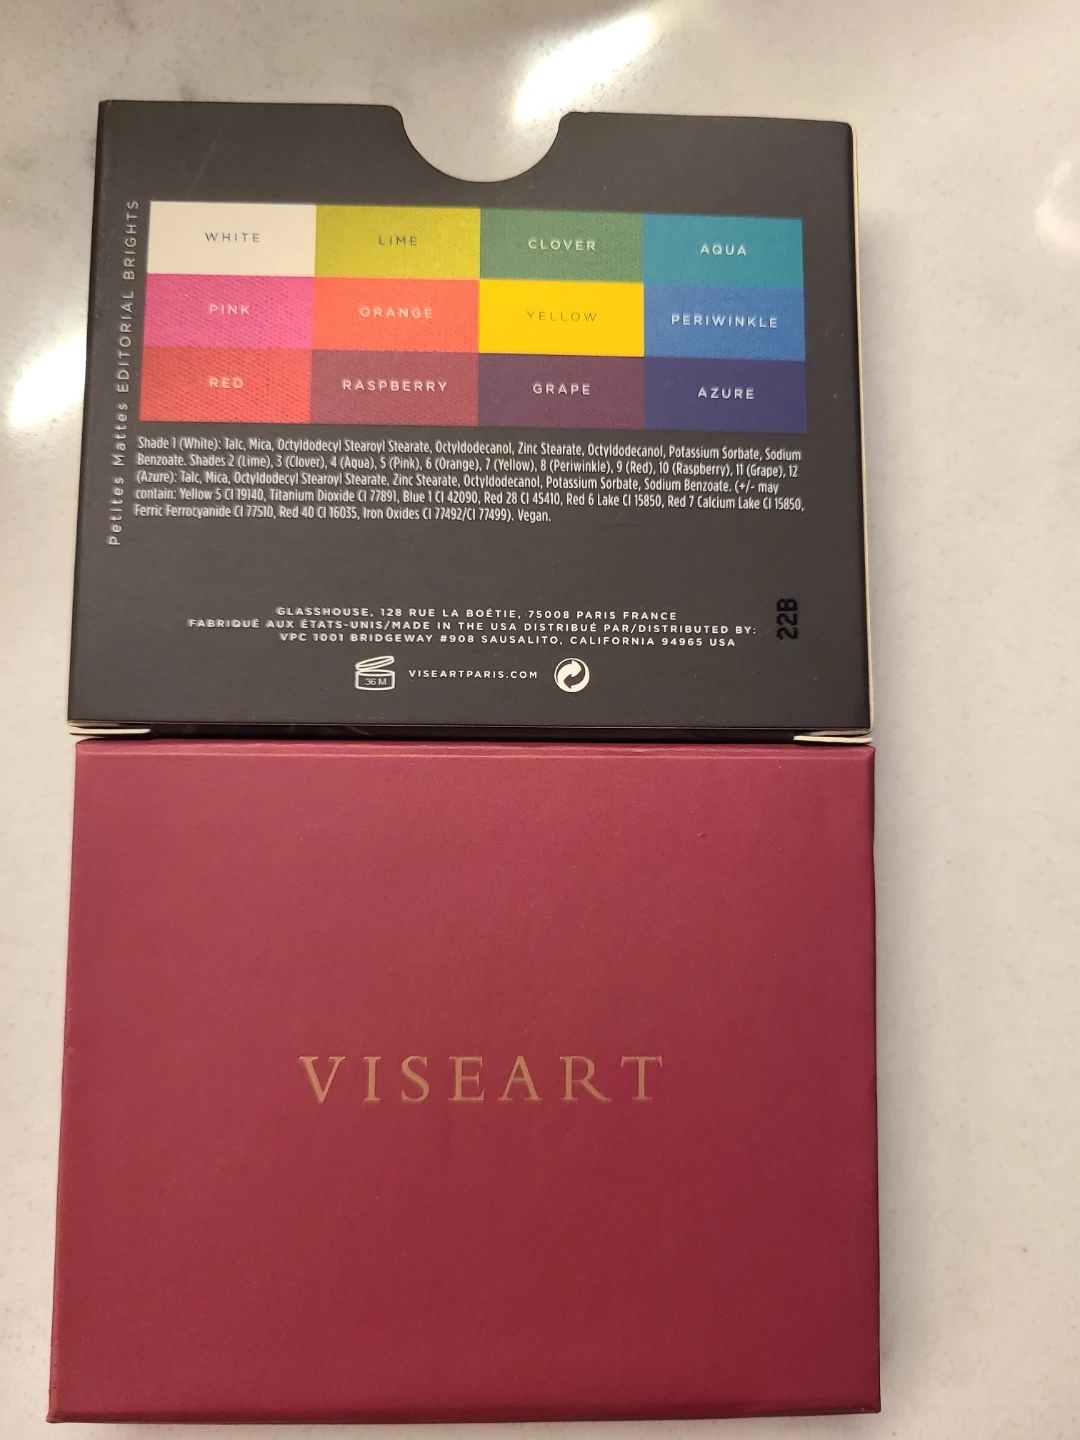 WHITE LIME CLOVER AQUA
PINK ORANGE YELLOW PERIWINKLE
RED RASPBERRY GRAPE AZURE
Petites Mattes EDITORIAL BRIGHTS
Shade 1 (White): Talc, Mica, Octyldodecyl Stearoyl Stearate, Octyldodecanol, Zinc Stearate, Octyldodecanol, Potassium Sorbate, Sodium
Benzoate. Shades 2 (Lime), 3 (Clover), 4 (Aqua), 5 (Pink), 6 (Orange), 7 (Yellow), 8 (Periwinkle), 9 (Red), 10 (Raspberry), 11 (Grape), 12
(Azure): Talc, Mica, Octyldodecyl Stearoyl Stearate, Zinc Stearate, Octyldodecanol, Potassium Sorbate, Sodium Benzoate. (+/- may
contain: Yellow 5 CI 19140, Titanium Dioxide CI 77891, Blue 1 CI 42090, Red 28 CI 45410, Red 6 Lake CI 15850, Red 7 Calcium Lake CI 15850,
Ferric Ferrocyanide CI 77510, Red 40 CI 16035, Iron Oxides CI 77492/CI 77499). Vegan.
GLASSHOUSE, 128 RUE LA BOÉTIE, 75008 PARIS FRANCE
FABRIQUÉ AUX ÉTATS-UNIS/MADE IN THE USA DISTRIBUÉ PAR/DISTRIBUTED BY:
VPC 1001 BRIDGEWAY #908 SAUSALITO, CALIFORNIA 94965 USA
22B
36 M VISEARTPARIS.COM
VISEART